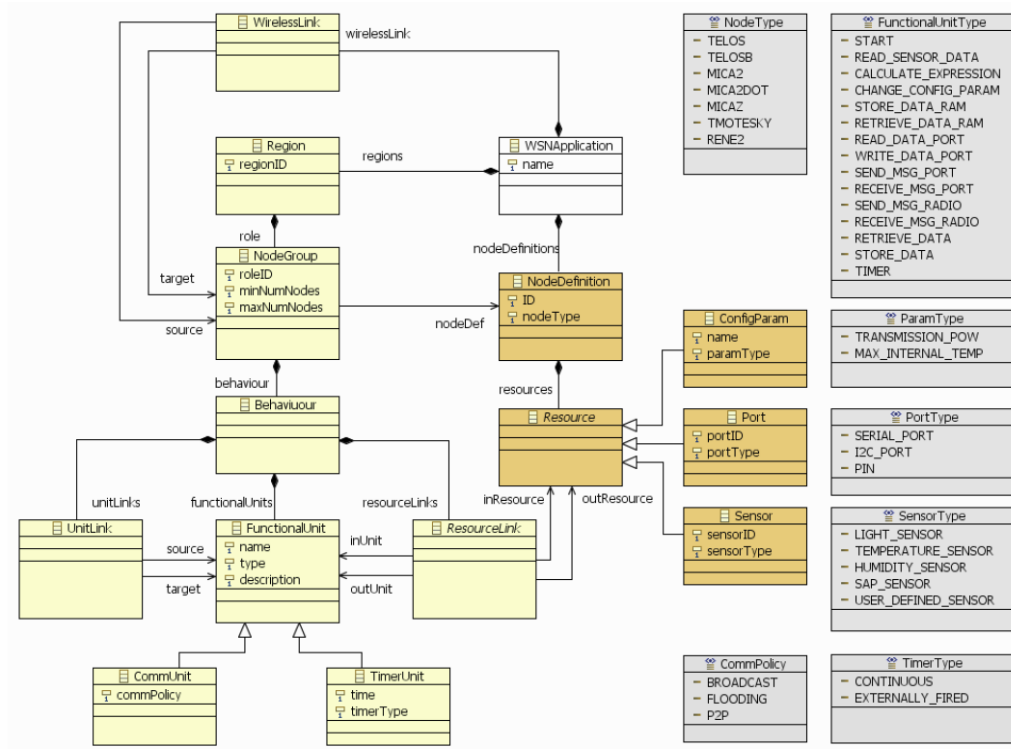 WirelessLink
wirelessLink
Region
regionID
regions
WSNApplication
name
role
nodeDefinitions
NodeGroup
roleID
minNumNodes
maxNumNodes
target
source
nodeDef
NodeDefinition
ID
nodeType
behaviour
resources
Behaviuour
Resource
unitLinks
functionalUnits
resourceLinks
inResource
outResource
UnitLink
source
target
FunctionalUnit
name
type
description
inUnit
outUnit
ResourceLink
CommUnit
commPolicy
TimerUnit
time
timerType
ConfigParam
name
paramType
Port
portID
portType
Sensor
sensorID
sensorType
NodeType
TELOS
TELOSB
MICA2
MICA2DOT
MICAZ
TMOTESKY
RENE2
FunctionalUnitType
START
READ_SENSOR_DATA
CALCULATE_EXPRESSION
CHANGE_CONFIG_PARAM
STORE_DATA_RAM
RETRIEVE_DATA_RAM
READ_DATA_PORT
WRITE_DATA_PORT
SEND_MSG_PORT
RECEIVE_MSG_PORT
SEND_MSG_RADIO
RECEIVE_MSG_RADIO
RETRIEVE_DATA
STORE_DATA
TIMER
ParamType
TRANSMISSION_POW
MAX_INTERNAL_TEMP
PortType
SERIAL_PORT
I2C_PORT
PIN
SensorType
LIGHT_SENSOR
TEMPERATURE_SENSOR
HUMIDITY_SENSOR
SAP_SENSOR
USER_DEFINED_SENSOR
CommPolicy
BROADCAST
FLOODING
P2P
TimerType
CONTINUOUS
EXTERNALLY_FIRED